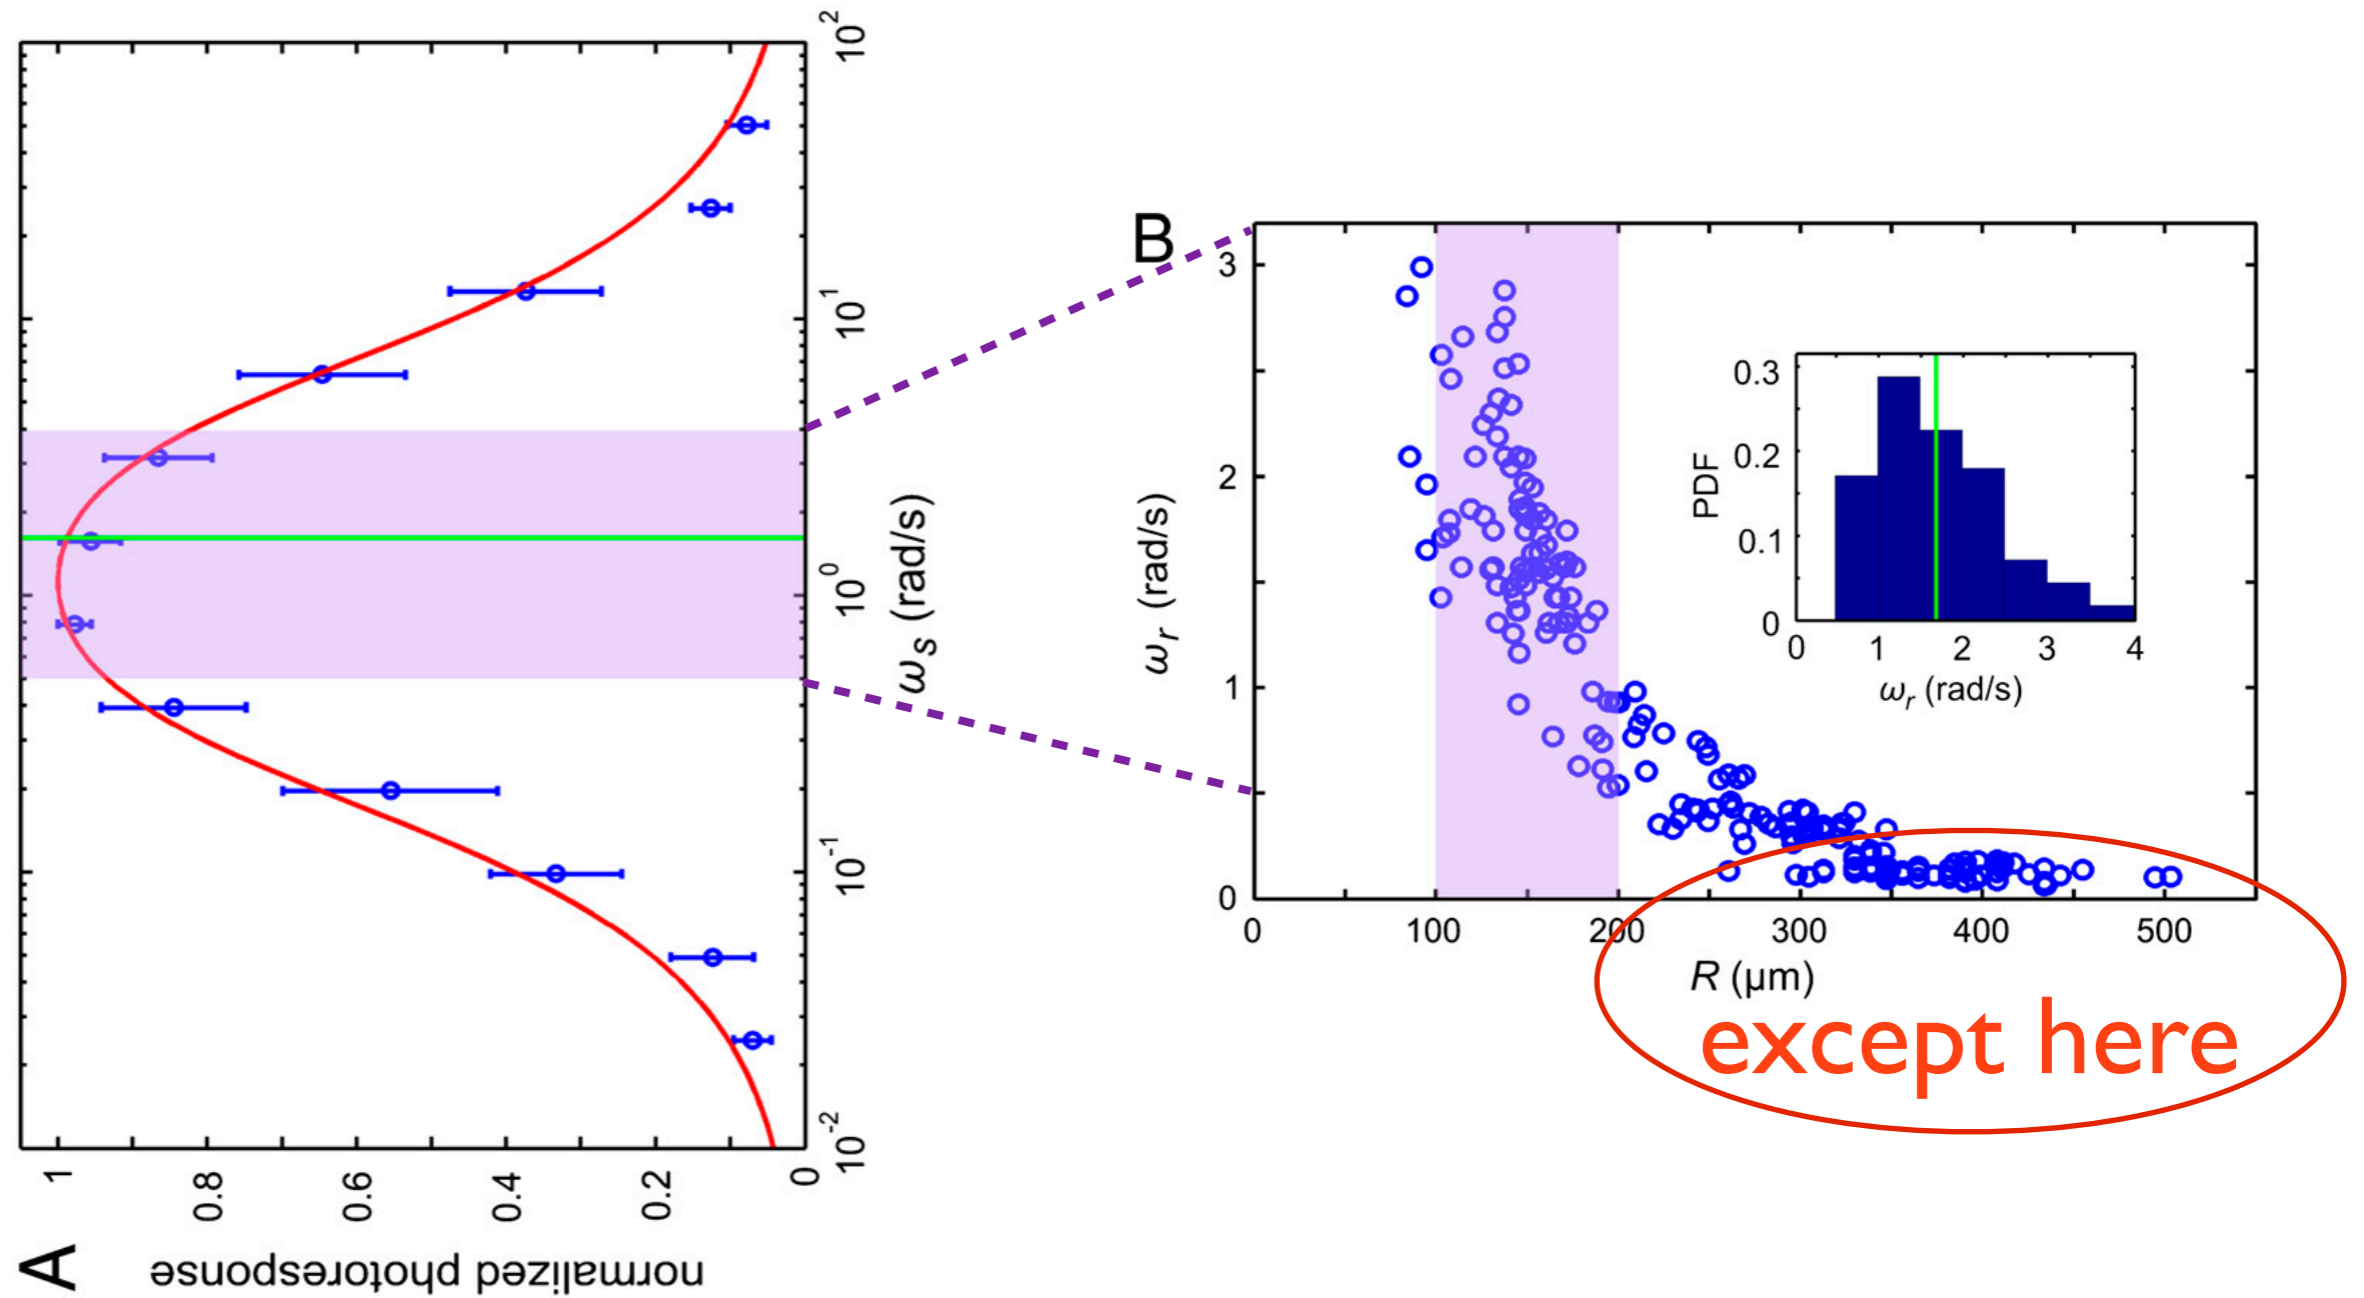 A
normalized photoresponse
1
0.8
0.6
0.4
0.2
0
10^-2
10^-1
10^0
10^1
10^2
ω_s (rad/s)
B
3
2
1
0
ω_r (rad/s)
0 100 200 300 400 500
R (μm)
0.3
0.2
0.1
0
PDF
0 1 2 3 4
ω_r (rad/s)
except here